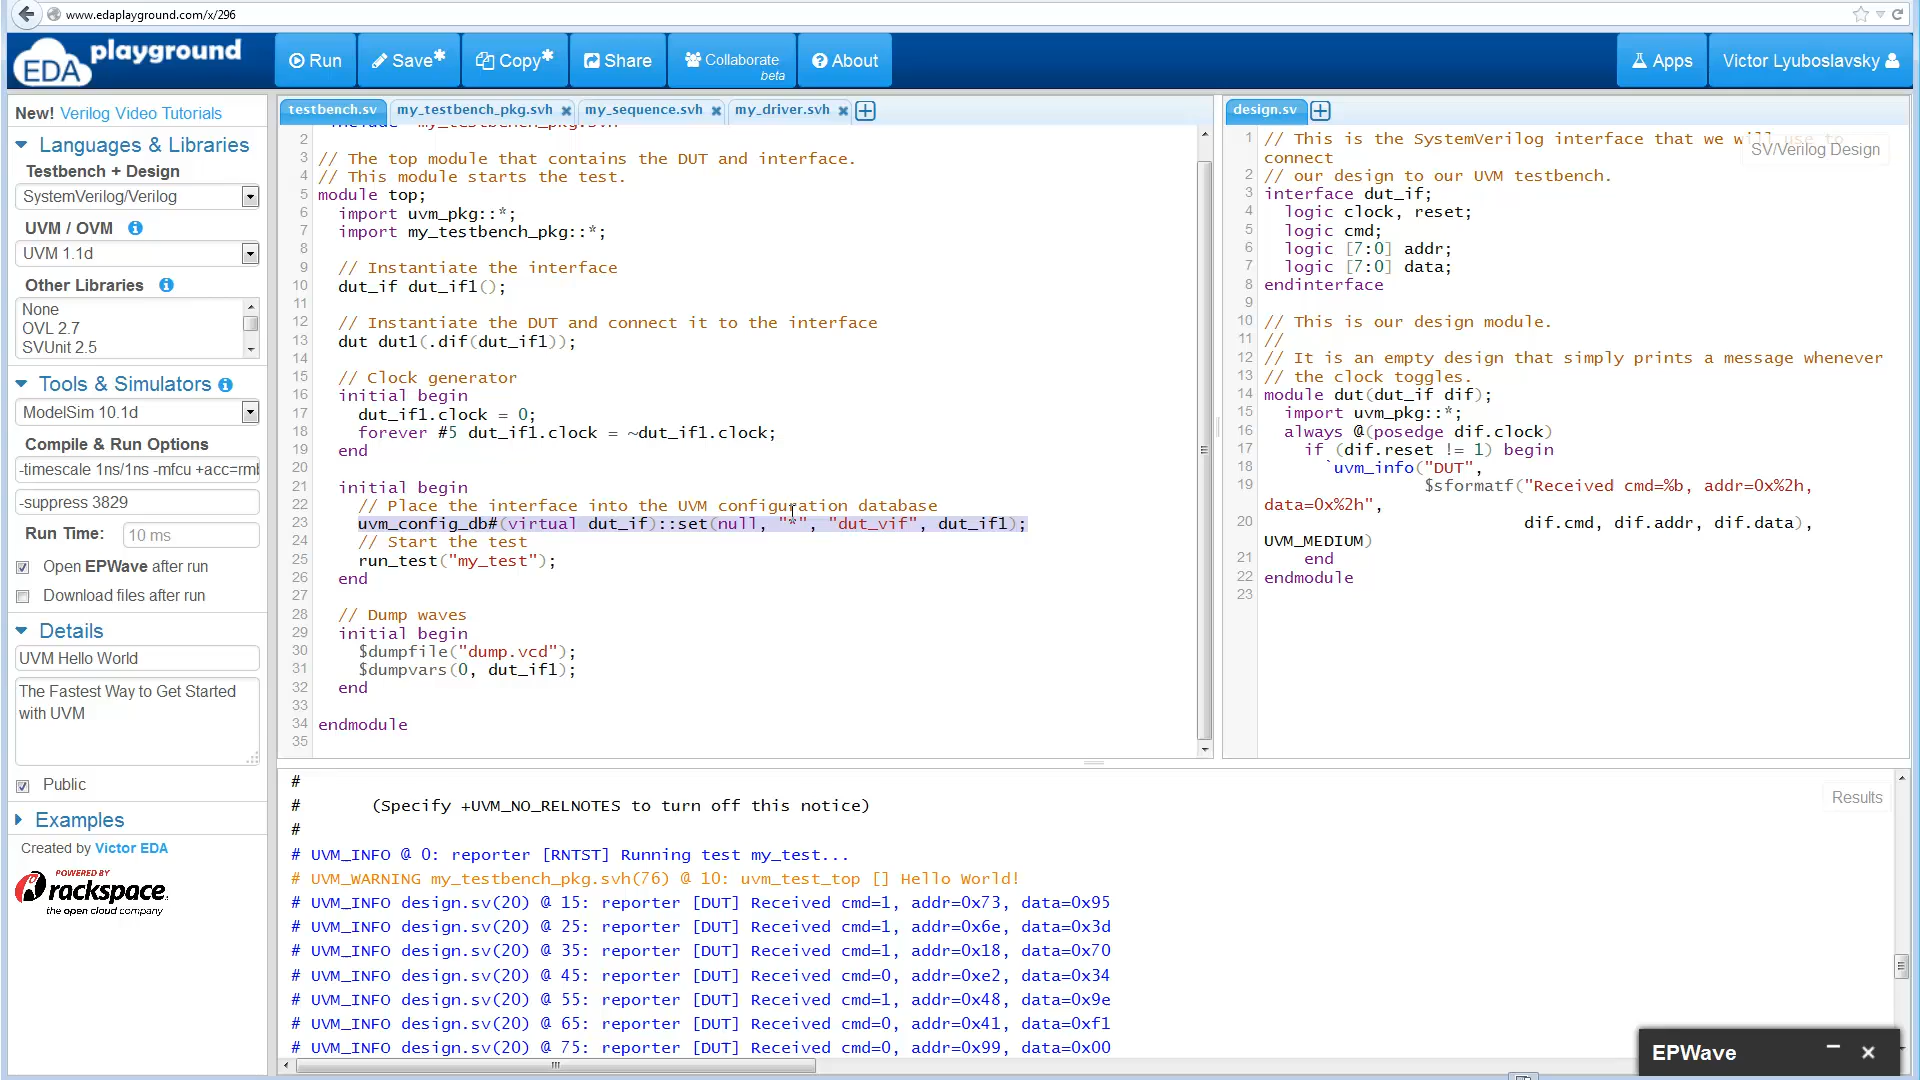 www.edaplayground.com/x/296
EDA playground
Run
Save*
Copy*
Share
Collaborate
beta
About
Apps
Victor Lyuboslavsky
New! Verilog Video Tutorials
Languages & Libraries
Testbench + Design
SystemVerilog/Verilog
UVM / OVM
UVM 1.1d
Other Libraries
None
OVL 2.7
SVUnit 2.5
Tools & Simulators
ModelSim 10.1d
Compile & Run Options
-timescale 1ns/1ns -mfcu +acc=rmb
-suppress 3829
Run Time: 10 ms
Open EPWave after run
Download files after run
Details
UVM Hello World
The Fastest Way to Get Started
with UVM
Public
Examples
Created by Victor EDA
POWERED BY
rackspace.
the open cloud company
testbench.sv my_testbench_pkg.svh my_sequence.svh my_driver.svh
`include "my_testbench_pkg.svh"
2
3 // The top module that contains the DUT and interface.
4 // This module starts the test.
5 module top;
6 import uvm_pkg::*;
7 import my_testbench_pkg::*;
8
9 // Instantiate the interface
10 dut_if dut_if1();
11
12 // Instantiate the DUT and connect it to the interface
13 dut dut1(.dif(dut_if1));
14
15 // Clock generator
16 initial begin
17 dut_if1.clock = 0;
18 forever #5 dut_if1.clock = ~dut_if1.clock;
19 end
20
21 initial begin
22 // Place the interface into the UVM configuration database
23 uvm_config_db#(virtual dut_if)::set(null, "*", "dut_vif", dut_if1);
24 // Start the test
25 run_test("my_test");
26 end
27
28 // Dump waves
29 initial begin
30 $dumpfile("dump.vcd");
31 $dumpvars(0, dut_if1);
32 end
33
34 endmodule
35
design.sv
SV/Verilog Design
1 // This is the SystemVerilog interface that we will use to
connect
2 // our design to our UVM testbench.
3 interface dut_if;
4 logic clock, reset;
5 logic cmd;
6 logic [7:0] addr;
7 logic [7:0] data;
8 endinterface
9
10 // This is our design module.
11 //
12 // It is an empty design that simply prints a message whenever
13 // the clock toggles.
14 module dut(dut_if dif);
15 import uvm_pkg::*;
16 always @(posedge dif.clock)
17 if (dif.reset != 1) begin
18 `uvm_info("DUT",
19 $sformatf("Received cmd=%b, addr=0x%2h,
data=0x%2h",
20 dif.cmd, dif.addr, dif.data),
UVM_MEDIUM)
21 end
22 endmodule
23
Results
#
# (Specify +UVM_NO_RELNOTES to turn off this notice)
#
# UVM_INFO @ 0: reporter [RNTST] Running test my_test...
# UVM_WARNING my_testbench_pkg.svh(76) @ 10: uvm_test_top [] Hello World!
# UVM_INFO design.sv(20) @ 15: reporter [DUT] Received cmd=1, addr=0x73, data=0x95
# UVM_INFO design.sv(20) @ 25: reporter [DUT] Received cmd=1, addr=0x6e, data=0x3d
# UVM_INFO design.sv(20) @ 35: reporter [DUT] Received cmd=1, addr=0x18, data=0x70
# UVM_INFO design.sv(20) @ 45: reporter [DUT] Received cmd=0, addr=0xe2, data=0x34
# UVM_INFO design.sv(20) @ 55: reporter [DUT] Received cmd=1, addr=0x48, data=0x9e
# UVM_INFO design.sv(20) @ 65: reporter [DUT] Received cmd=0, addr=0x41, data=0xf1
# UVM_INFO design.sv(20) @ 75: reporter [DUT] Received cmd=0, addr=0x99, data=0x00
EPWave